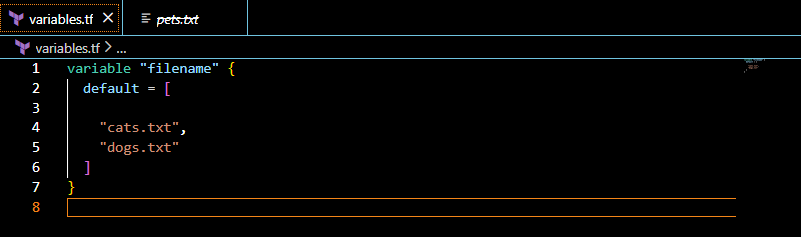 variables.tf
pets.txt
variables.tf > ...
1 variable "filename" {
2 default = [
3
4 "cats.txt",
5 "dogs.txt"
6 ]
7 }
8